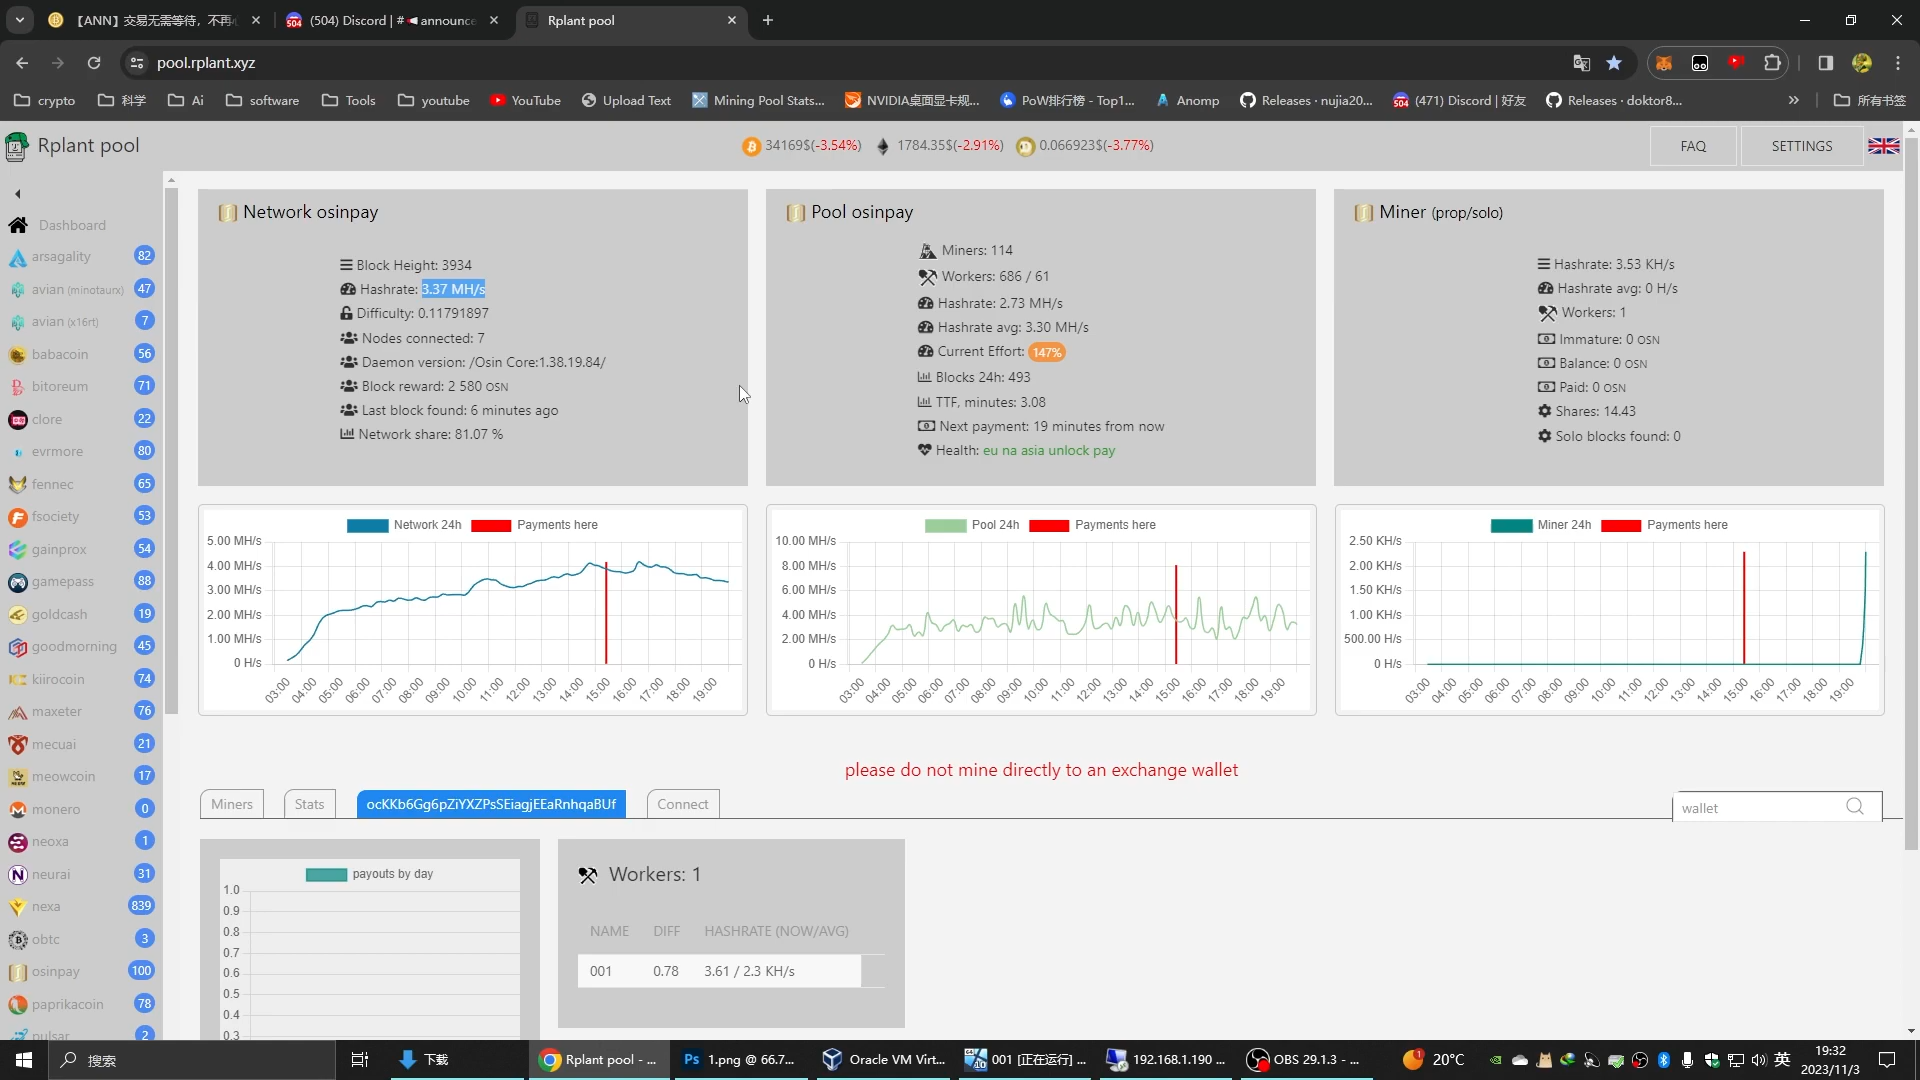 【ANN】交易无需等待，不再
(504) Discord | # announce
Rplant pool
pool.rplant.xyz
crypto
科学
Ai
software
Tools
youtube
YouTube
Upload Text
Mining Pool Stats...
NVIDIA桌面显卡规...
PoW排行榜 - Top1...
Anomp
Releases · nujia20...
(471) Discord | 好友
Releases · doktor8...
»
所有书签
Rplant pool
34169$(-3.54%)
1784.35$(-2.91%)
0.066923$(-3.77%)
FAQ
SETTINGS
Dashboard
arsagality 82
avian (minotaurx) 47
avian (x16rt) 7
babacoin 56
bitoreum 71
clore 22
evrmore 80
fennec 65
fsociety 53
gainprox 54
gamepass 88
goldcash 19
goodmorning 45
kiirocoin 74
maxeter 76
mecuai 21
meowcoin 17
monero 0
neoxa 1
neurai 31
nexa 839
obtc 3
osinpay 100
paprikacoin 78
pulsar 2
Network osinpay
Block Height: 3934
Hashrate: 3.37 MH/s
Difficulty: 0.11791897
Nodes connected: 7
Daemon version: /Osin Core:1.38.19.84/
Block reward: 2 580 OSN
Last block found: 6 minutes ago
Network share: 81.07 %
Pool osinpay
Miners: 114
Workers: 686 / 61
Hashrate: 2.73 MH/s
Hashrate avg: 3.30 MH/s
Current Effort: 147%
Blocks 24h: 493
TTF, minutes: 3.08
Next payment: 19 minutes from now
Health: eu na asia unlock pay
Miner (prop/solo)
Hashrate: 3.53 KH/s
Hashrate avg: 0 H/s
Workers: 1
Immature: 0 OSN
Balance: 0 OSN
Paid: 0 OSN
Shares: 14.43
Solo blocks found: 0
Network 24h Payments here
5.00 MH/s
4.00 MH/s
3.00 MH/s
2.00 MH/s
1.00 MH/s
0 H/s
03:00 04:00 05:00 06:00 07:00 08:00 09:00 10:00 11:00 12:00 13:00 14:00 15:00 16:00 17:00 18:00 19:00
Pool 24h Payments here
10.00 MH/s
8.00 MH/s
6.00 MH/s
4.00 MH/s
2.00 MH/s
0 H/s
03:00 04:00 05:00 06:00 07:00 08:00 09:00 10:00 11:00 12:00 13:00 14:00 15:00 16:00 17:00 18:00 19:00
Miner 24h Payments here
2.50 KH/s
2.00 KH/s
1.50 KH/s
1.00 KH/s
500.00 H/s
0 H/s
03:00 04:00 05:00 06:00 07:00 08:00 09:00 10:00 11:00 12:00 13:00 14:00 15:00 16:00 17:00 18:00 19:00
please do not mine directly to an exchange wallet
Miners
Stats
ocKKb6Gg6pZiYXZPsSEiagjEEaRnhqaBUf
Connect
wallet
payouts by day
1.0
0.9
0.8
0.7
0.6
0.5
0.4
0.3
Workers: 1
NAME DIFF HASHRATE (NOW/AVG)
001 0.78 3.61 / 2.3 KH/s
搜索
下载
Rplant pool - ...
Ps 1.png @ 66.7...
Oracle VM Virt...
001 [正在运行] ...
192.168.1.190 ...
OBS 29.1.3 - ...
20°C
英
19:32
2023/11/3